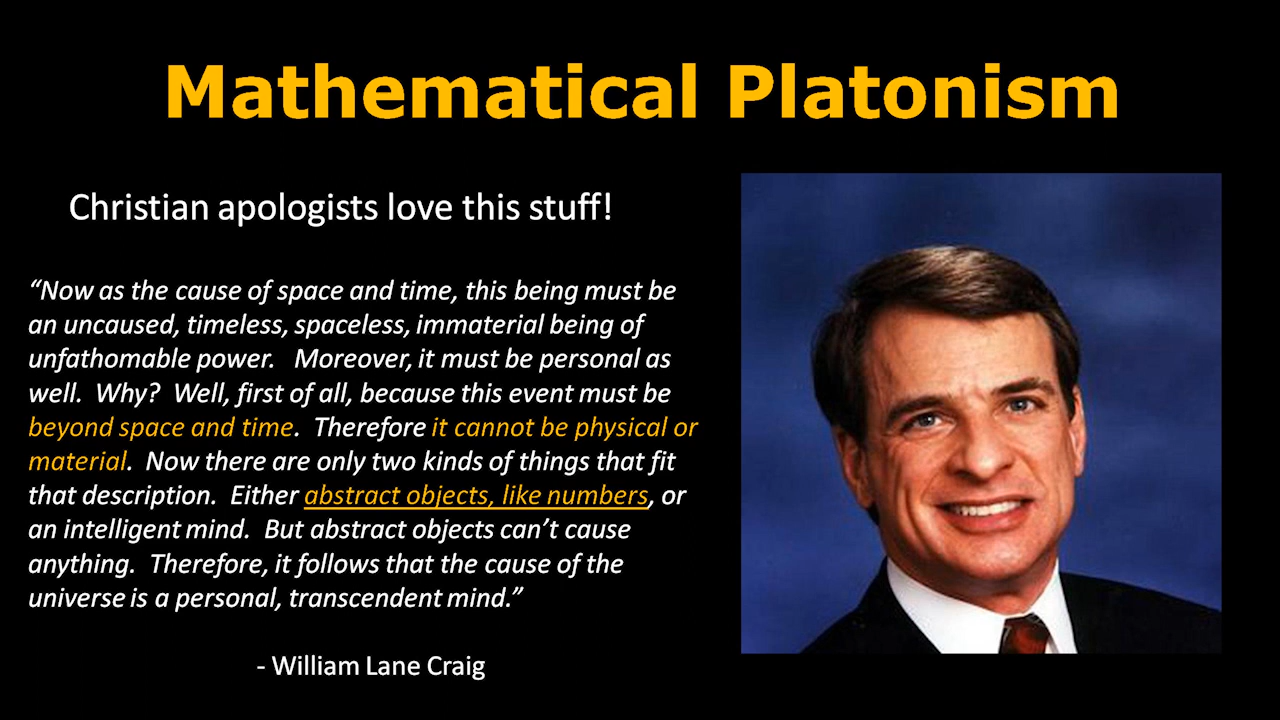 Mathematical Platonism
Christian apologists love this stuff!
“Now as the cause of space and time, this being must be
an uncaused, timeless, spaceless, immaterial being of
unfathomable power.   Moreover, it must be personal as
well.  Why?  Well, first of all, because this event must be
beyond space and time.  Therefore it cannot be physical or
material.  Now there are only two kinds of things that fit
that description.  Either abstract objects, like numbers, or
an intelligent mind.  But abstract objects can’t cause
anything.  Therefore, it follows that the cause of the
universe is a personal, transcendent mind.”
- William Lane Craig